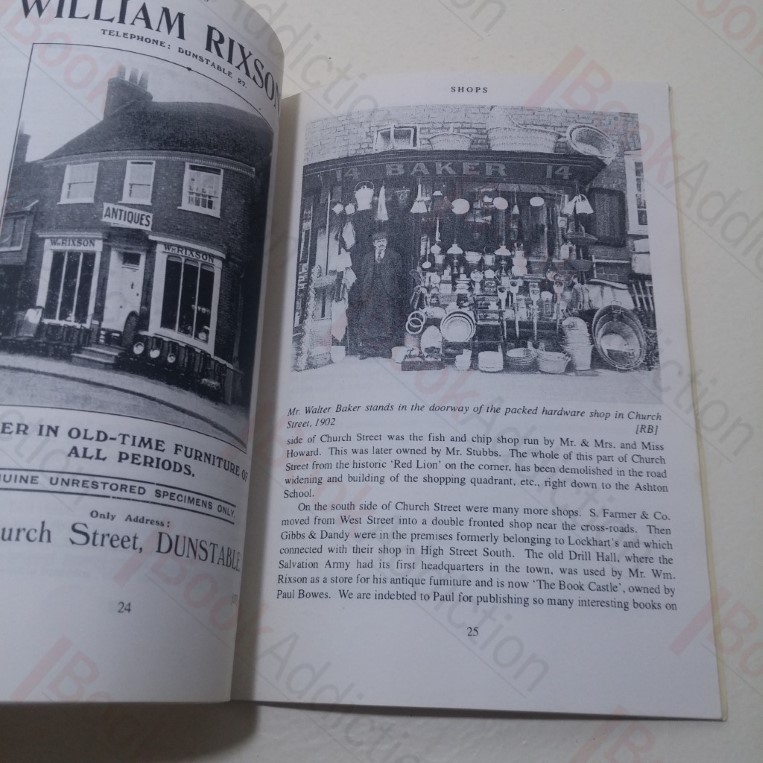 WILLIAM RIXSON
TELEPHONE: DUNSTABLE 27.
ANTIQUES
Wm RIXSON
Wm RIXSON
ER IN OLD-TIME FURNITURE OF
ALL PERIODS.
UINE UNRESTORED SPECIMENS ONLY.
Only Address:
urch Street, DUNSTABLE
24
SHOPS
14 BAKER 14
Mr. Walter Baker stands in the doorway of the packed hardware shop in Church
Street, 1902 [RB]
side of Church Street was the fish and chip shop run by Mr. & Mrs. and Miss
Howard. This was later owned by Mr. Stubbs. The whole of this part of Church
Street from the historic 'Red Lion' on the corner, has been demolished in the road
widening and building of the shopping quadrant, etc., right down to the Ashton
School.
On the south side of Church Street were many more shops. S. Farmer & Co.
moved from West Street into a double fronted shop near the cross-roads. Then
Gibbs & Dandy were in the premises formerly belonging to Lockhart's and which
connected with their shop in High Street South. The old Drill Hall, where the
Salvation Army had its first headquarters in the town, was used by Mr. Wm.
Rixson as a store for his antique furniture and is now 'The Book Castle', owned by
Paul Bowes. We are indebted to Paul for publishing so many interesting books on
25
Book Addiction